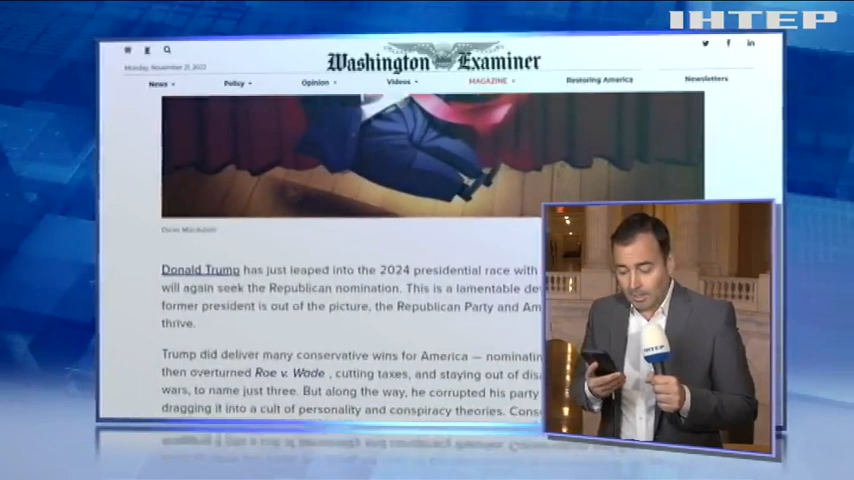 ІНТЕР
Washington Examiner
Monday, November 21, 2022
News Policy Opinion Videos MAGAZINE Restoring America Newsletters
Donald Trump has just leaped into the 2024 presidential race with
will again seek the Republican nomination. This is a lamentable de
former president is out of the picture, the Republican Party and Am
thrive.
Trump did deliver many conservative wins for America — nominatin
then overturned Roe v. Wade , cutting taxes, and staying out of dis
wars, to name just three. But along the way, he corrupted his party
dragging it into a cult of personality and conspiracy theories. Cons
ІНТЕР